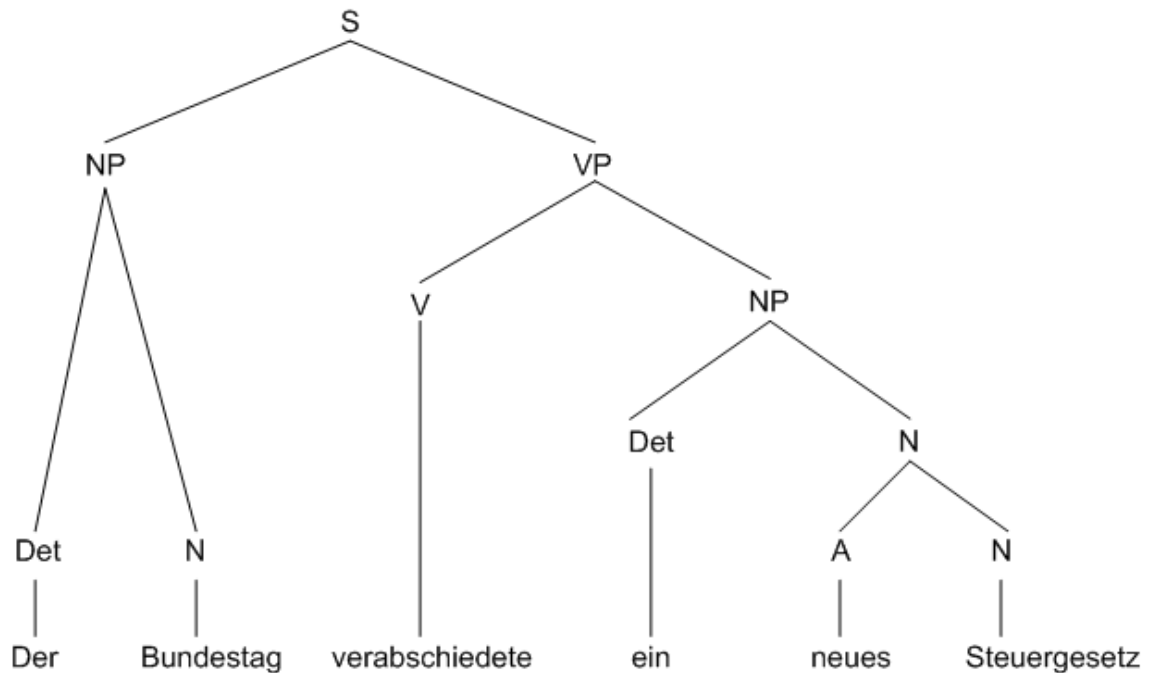 S
NP VP
V NP
Det N
Det N A N
Der Bundestag verabschiedete ein neues Steuergesetz